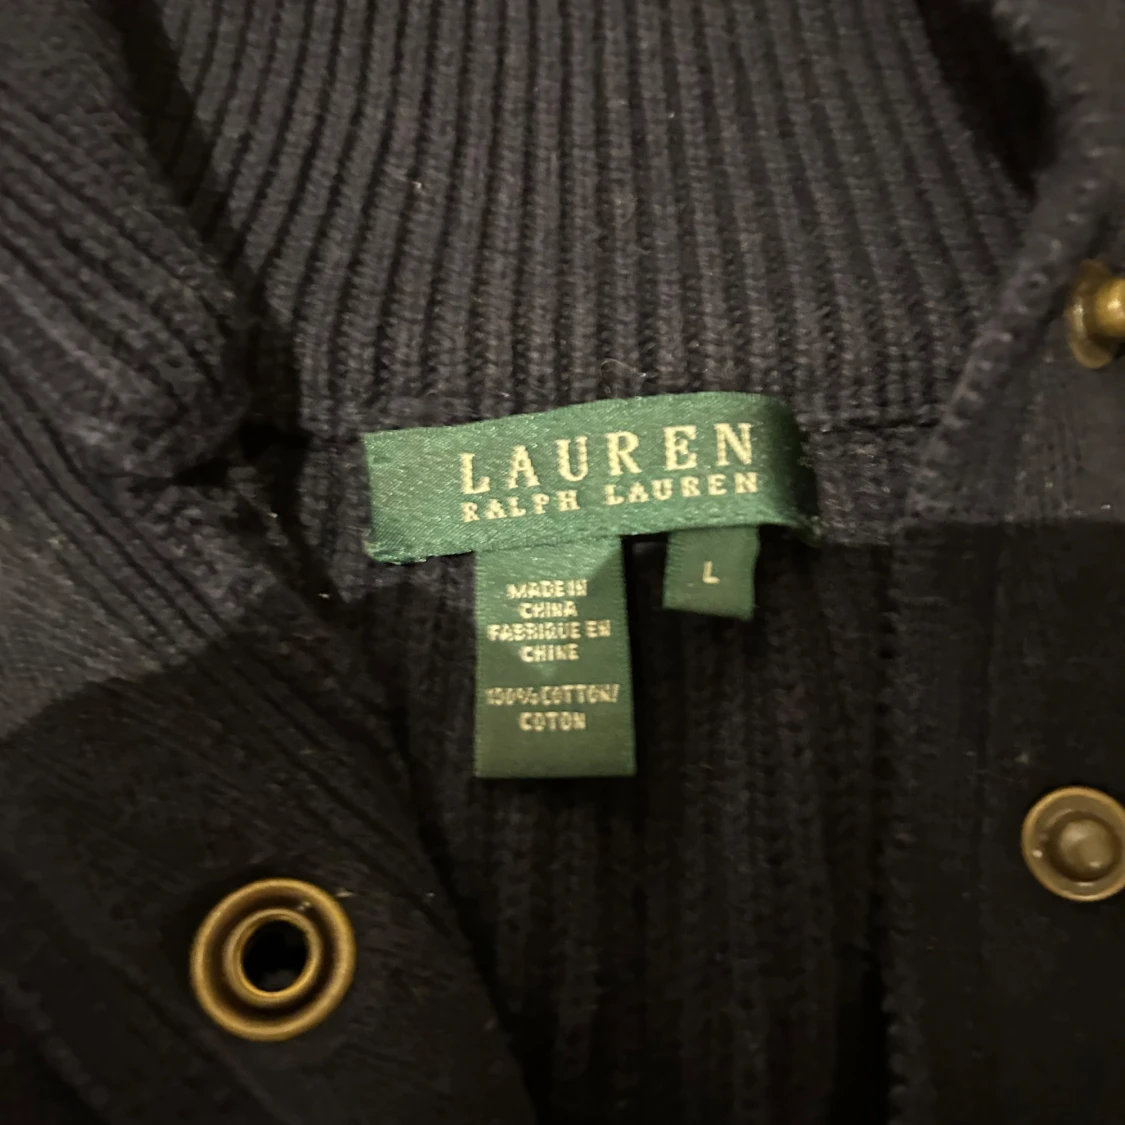 LAUREN
RALPH LAUREN
L
MADE IN
CHINA
FABRIQUE EN
CHINE
100% COTTON/
COTON